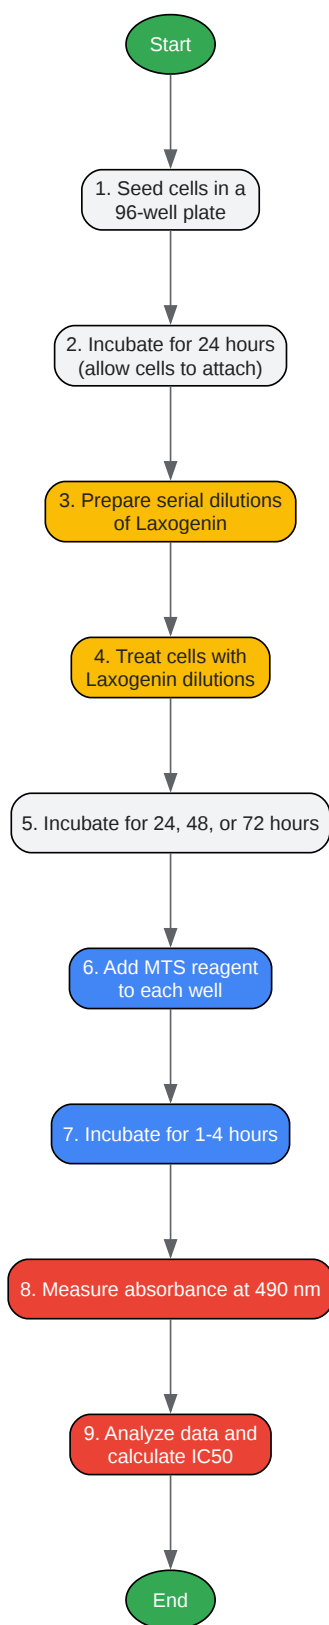 Start
1. Seed cells in a
96-well plate
2. Incubate for 24 hours
(allow cells to attach)
3. Prepare serial dilutions
of Laxogenin
4. Treat cells with
Laxogenin dilutions
5. Incubate for 24, 48, or 72 hours
6. Add MTS reagent
to each well
7. Incubate for 1-4 hours
8. Measure absorbance at 490 nm
9. Analyze data and
calculate IC50
End